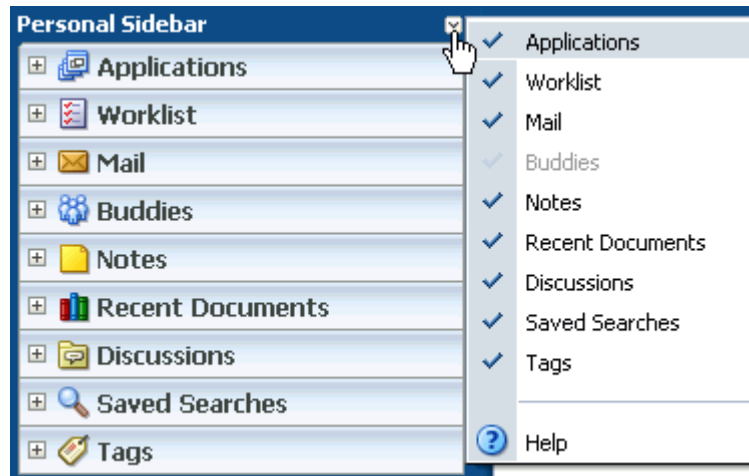 Personal Sidebar
Applications
Worklist
Mail
Buddies
Notes
Recent Documents
Discussions
Saved Searches
Tags
Applications
Worklist
Mail
Buddies
Notes
Recent Documents
Discussions
Saved Searches
Tags
Help